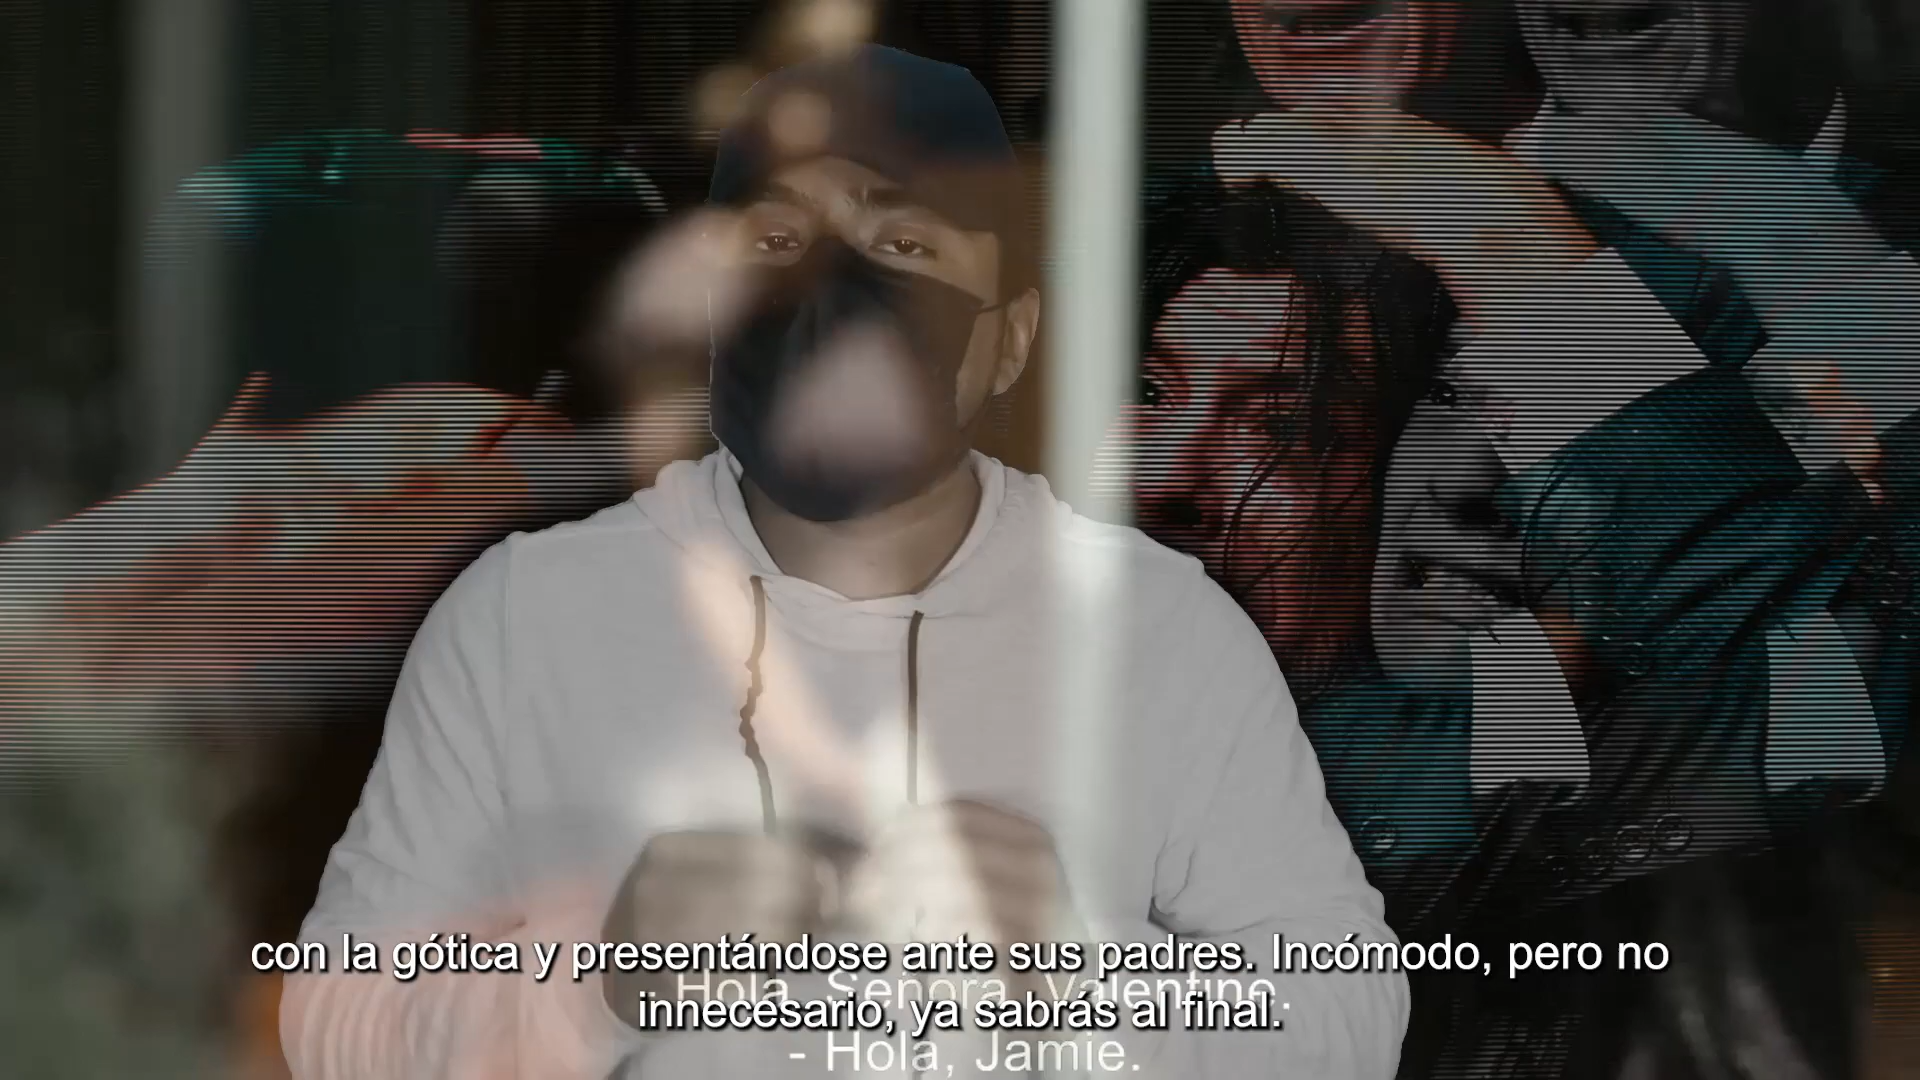 con la gótica y presentándose ante sus padres. Incómodo, pero no
Hola, Señora Valentine.
innecesario, ya sabrás al final.
- Hola, Jamie.